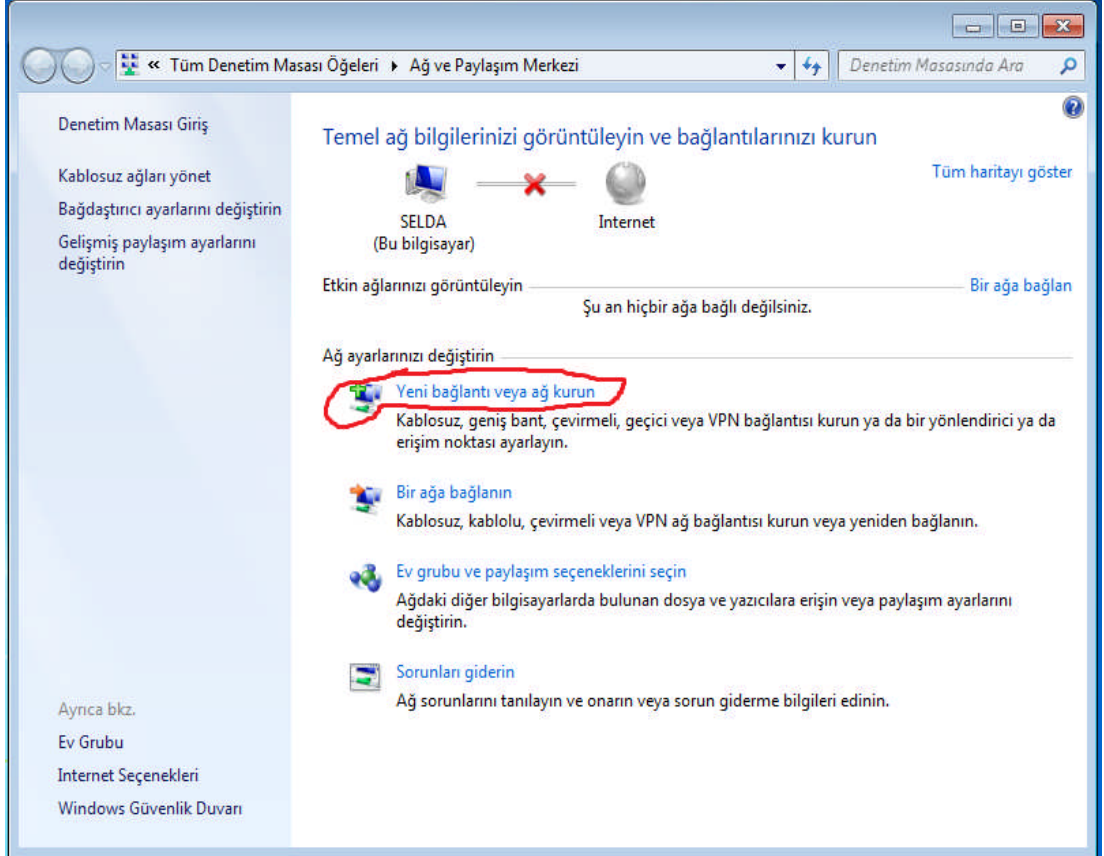 « Tüm Denetim Masası Öğeleri ▸ Ağ ve Paylaşım Merkezi
Denetim Masasında Ara
Denetim Masası Giriş
Kablosuz ağları yönet
Bağdaştırıcı ayarlarını değiştirin
Gelişmiş paylaşım ayarlarını
değiştirin
Temel ağ bilgilerinizi görüntüleyin ve bağlantılarınızı kurun
Tüm haritayı göster
SELDA
(Bu bilgisayar)
Internet
Etkin ağlarınızı görüntüleyin
Bir ağa bağlan
Şu an hiçbir ağa bağlı değilsiniz.
Ağ ayarlarınızı değiştirin
Yeni bağlantı veya ağ kurun
Kablosuz, geniş bant, çevirmeli, geçici veya VPN bağlantısı kurun ya da bir yönlendirici ya da
erişim noktası ayarlayın.
Bir ağa bağlanın
Kablosuz, kablolu, çevirmeli veya VPN ağ bağlantısı kurun veya yeniden bağlanın.
Ev grubu ve paylaşım seçeneklerini seçin
Ağdaki diğer bilgisayarlarda bulunan dosya ve yazıcılara erişin veya paylaşım ayarlarını
değiştirin.
Sorunları giderin
Ağ sorunlarını tanılayın ve onarın veya sorun giderme bilgileri edinin.
Ayrıca bkz.
Ev Grubu
Internet Seçenekleri
Windows Güvenlik Duvarı